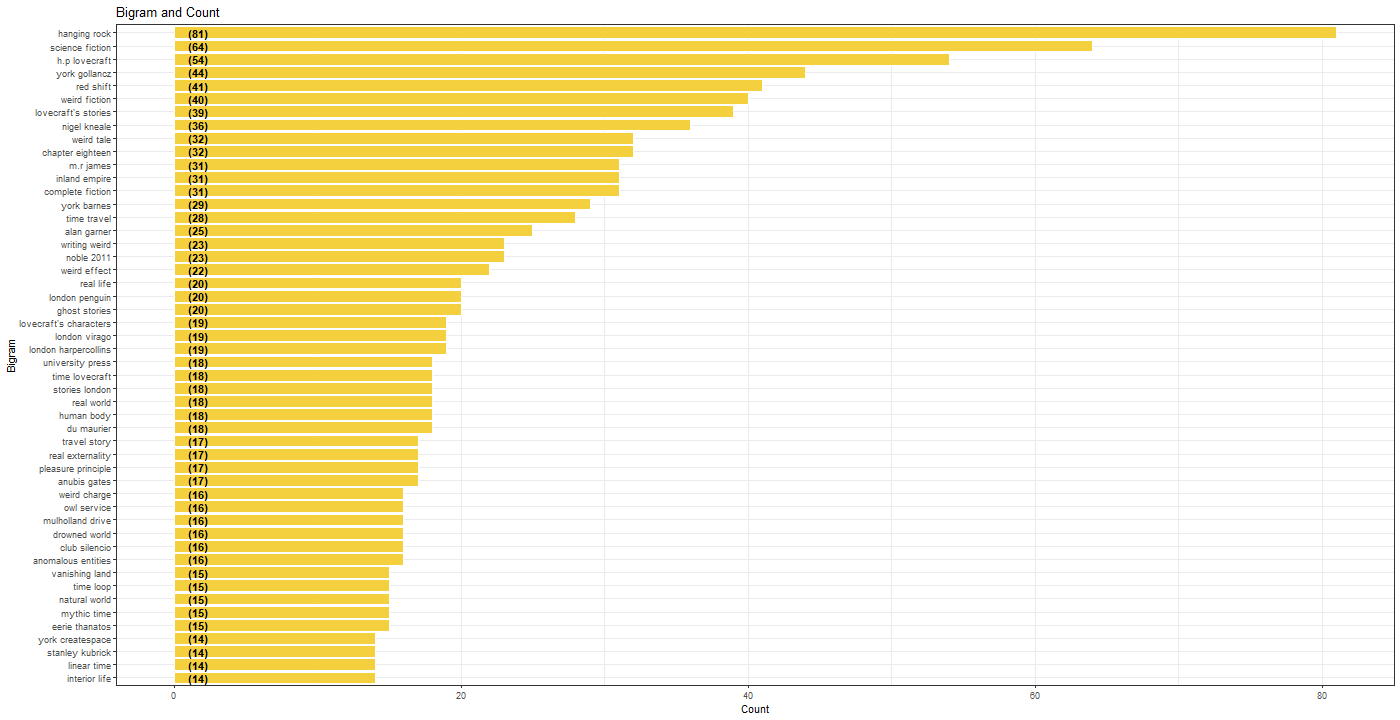 Bigram and Count
hanging rock (81)
science fiction (64)
h.p lovecraft (54)
york gollancz (44)
red shift (41)
weird fiction (40)
lovecraft's stories (39)
nigel kneale (36)
weird tale (32)
chapter eighteen (32)
m.r james (31)
inland empire (31)
complete fiction (31)
york barnes (29)
time travel (28)
alan garner (25)
writing weird (23)
noble 2011 (23)
weird effect (22)
real life (20)
london penguin (20)
ghost stories (20)
lovecraft's characters (19)
london virago (19)
london harpercollins (19)
university press (18)
time lovecraft (18)
stories london (18)
real world (18)
human body (18)
du maurier (18)
travel story (17)
real externality (17)
pleasure principle (17)
anubis gates (17)
weird charge (16)
owl service (16)
mulholland drive (16)
drowned world (16)
club silencio (16)
anomalous entities (16)
vanishing land (15)
time loop (15)
natural world (15)
mythic time (15)
eerie thanatos (15)
york createspace (14)
stanley kubrick (14)
linear time (14)
interior life (14)
Bigram
0 20 40 60 80
Count